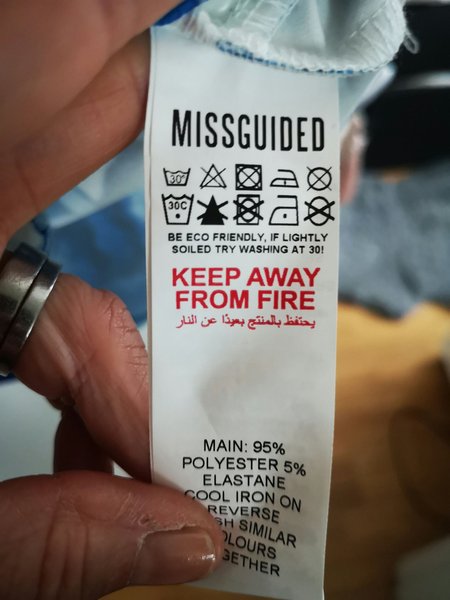 MISSGUIDED
30°
30C
BE ECO FRIENDLY, IF LIGHTLY
SOILED TRY WASHING AT 30!
KEEP AWAY
FROM FIRE
يحتفظ بالمنتج بعيدًا عن النار
MAIN: 95%
POLYESTER 5%
ELASTANE
COOL IRON ON
REVERSE
SIMILAR